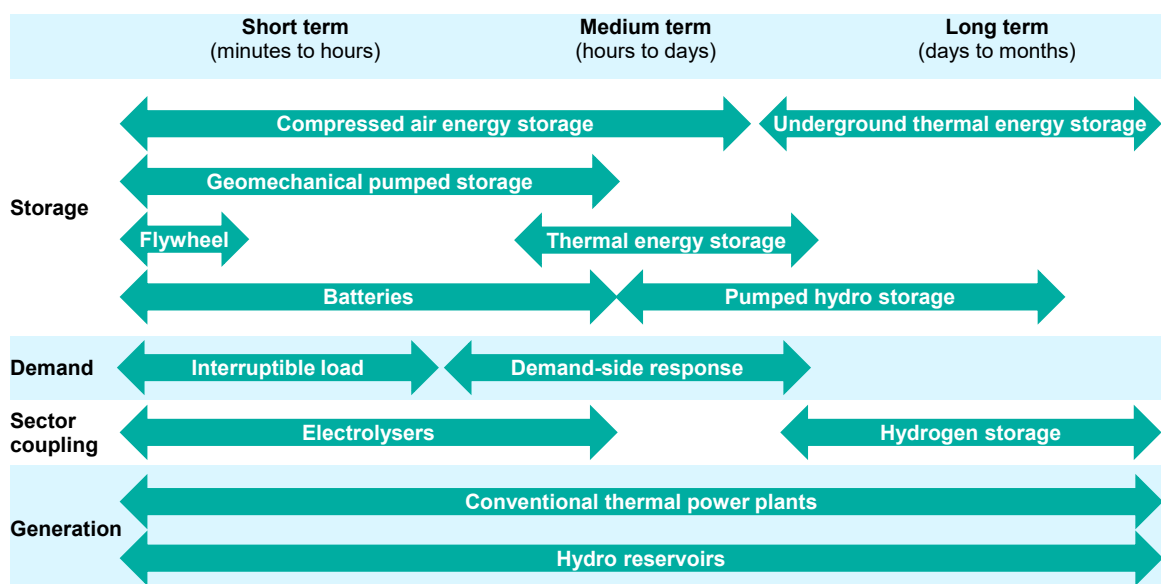 Short term
(minutes to hours)
Medium term
(hours to days)
Long term
(days to months)
Storage
Compressed air energy storage
Underground thermal energy storage
Geomechanical pumped storage
Flywheel
Thermal energy storage
Batteries
Pumped hydro storage
Demand
Interruptible load
Demand-side response
Sector
coupling
Electrolysers
Hydrogen storage
Generation
Conventional thermal power plants
Hydro reservoirs